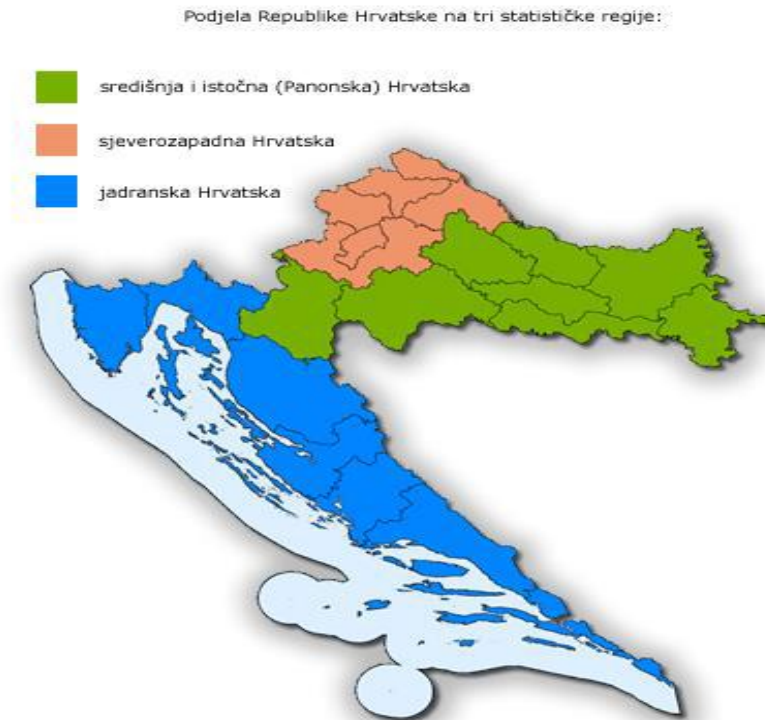 Podjela Republike Hrvatske na tri statističke regije:
središnja i istočna (Panonska) Hrvatska
sjeverozapadna Hrvatska
jadranska Hrvatska